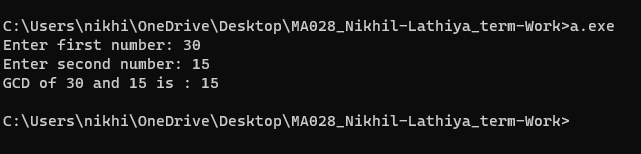 C:\Users\nikhi\OneDrive\Desktop\MA028_Nikhil-Lathiya_term-Work>a.exe
Enter first number: 30
Enter second number: 15
GCD of 30 and 15 is : 15
C:\Users\nikhi\OneDrive\Desktop\MA028_Nikhil-Lathiya_term-Work>